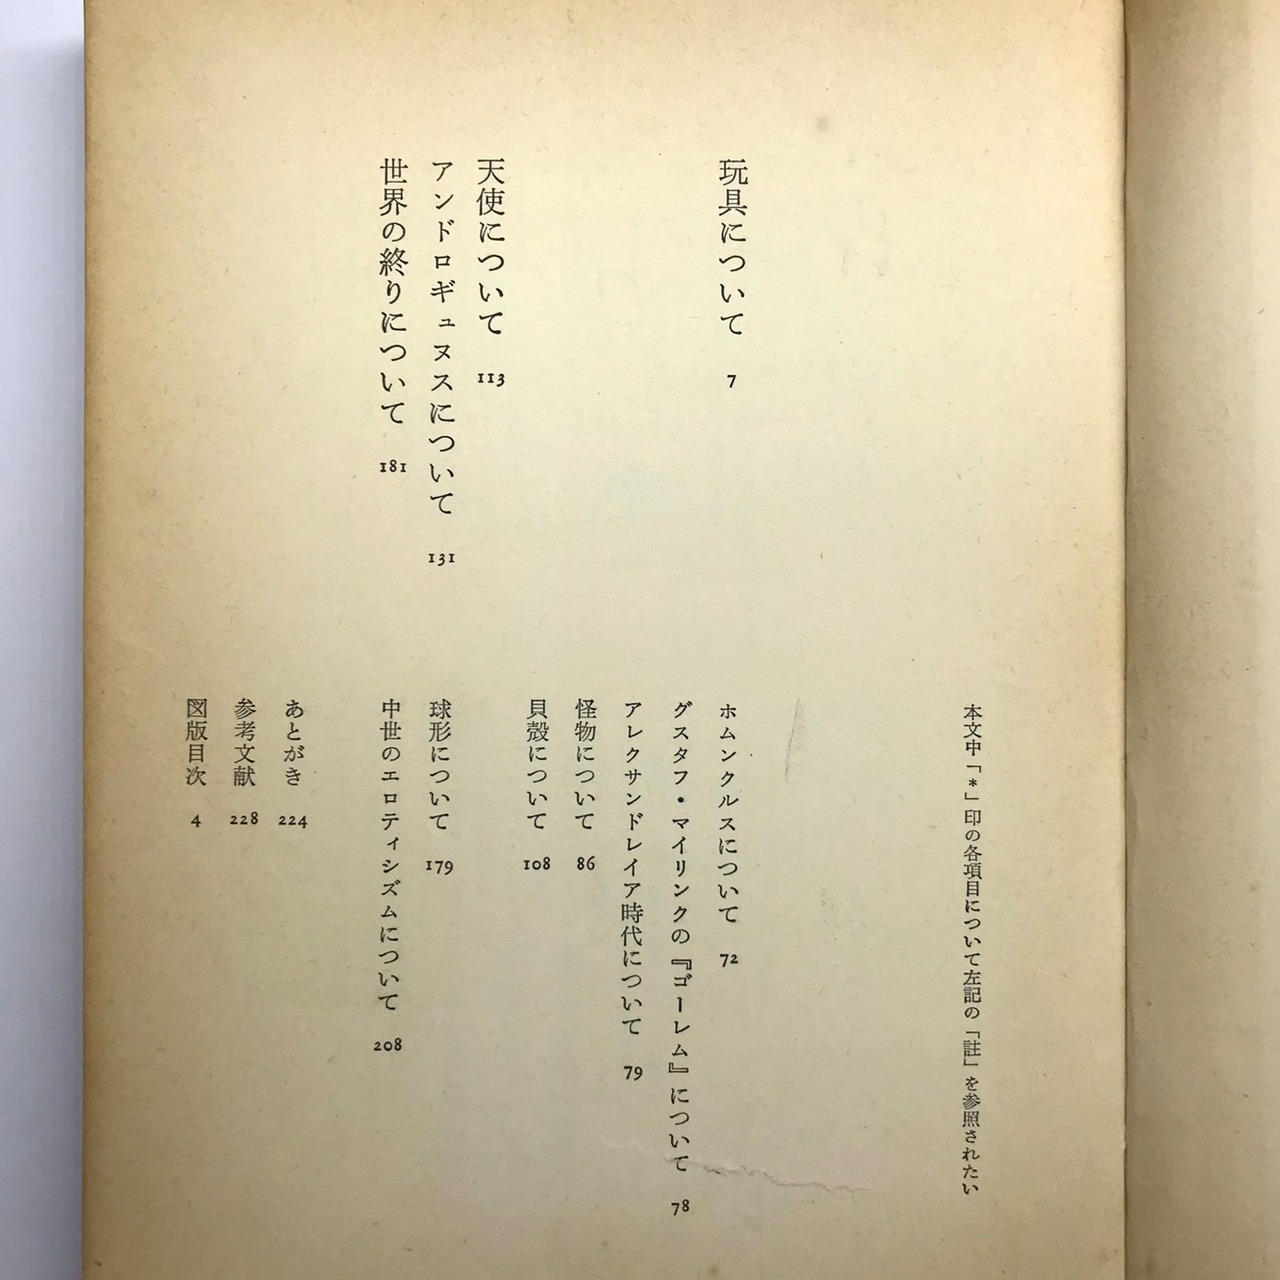 本文中「*」印の各項目について左記の「註」を参照されたい
玩具について 7
ホムンクルスについて 72
グスタフ・マイリンクの『ゴーレム』について 78
アレクサンドレイア時代について 79
怪物について 86
貝殻について 108
天使について 113
アンドロギュヌスについて 131
球形について 179
世界の終りについて 181
中世のエロティシズムについて 208
あとがき 224
参考文献 228
図版目次 4